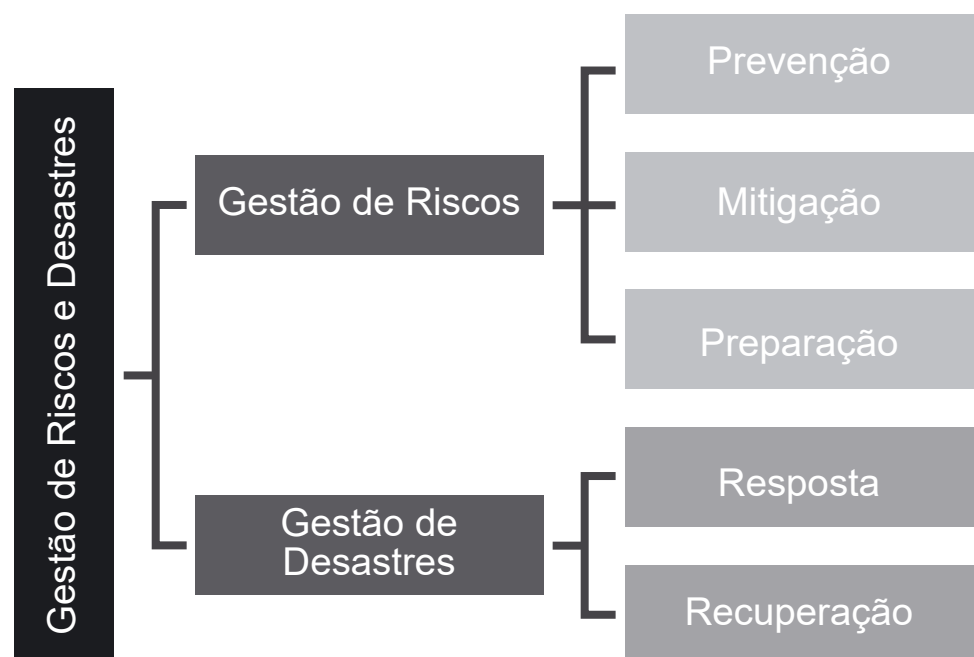 Gestão de Riscos e Desastres
Gestão de Riscos
Prevenção
Mitigação
Preparação
Gestão de
Desastres
Resposta
Recuperação